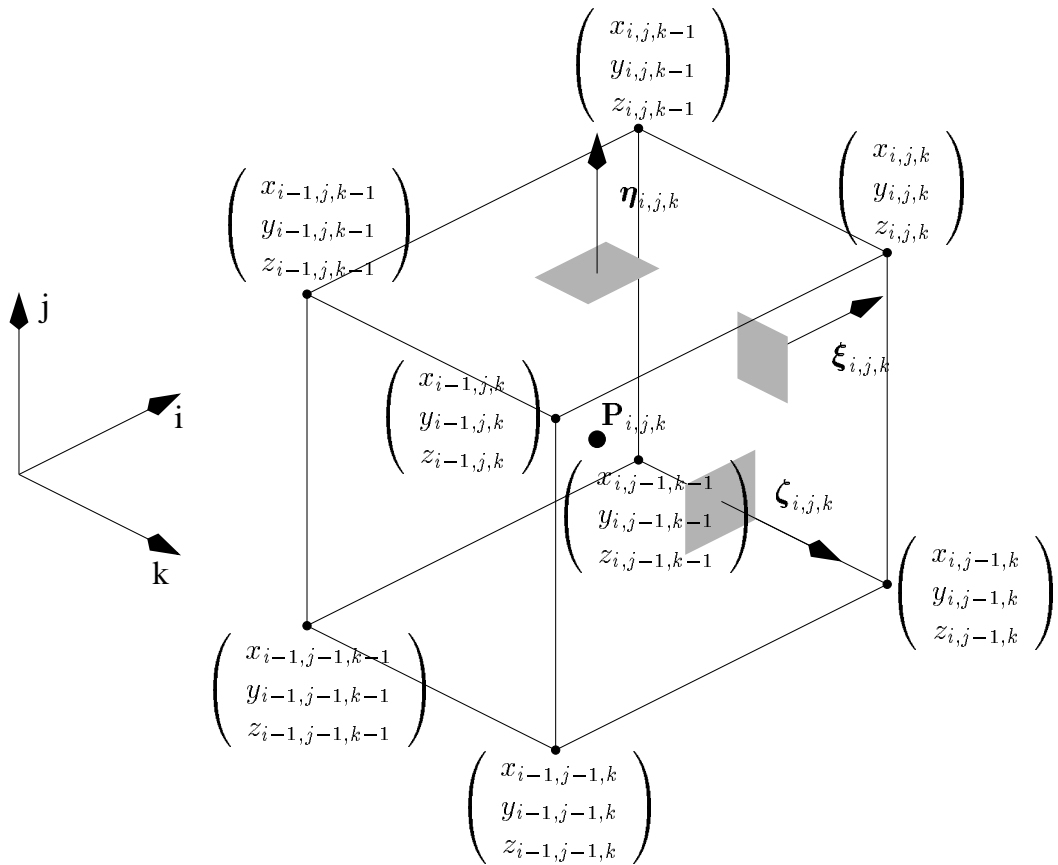 x_{i,j,k−1}
y_{i,j,k−1}
z_{i,j,k−1}
x_{i,j,k}
y_{i,j,k}
z_{i,j,k}
x_{i−1,j,k−1}
y_{i−1,j,k−1}
z_{i−1,j,k−1}
η_{i,j,k}
j
ξ_{i,j,k}
x_{i−1,j,k}
y_{i−1,j,k}
z_{i−1,j,k}
i
P_{i,j,k}
x_{i,j−1,k−1}
y_{i,j−1,k−1}
z_{i,j−1,k−1}
ζ_{i,j,k}
k
x_{i,j−1,k}
y_{i,j−1,k}
z_{i,j−1,k}
x_{i−1,j−1,k−1}
y_{i−1,j−1,k−1}
z_{i−1,j−1,k−1}
x_{i−1,j−1,k}
y_{i−1,j−1,k}
z_{i−1,j−1,k}